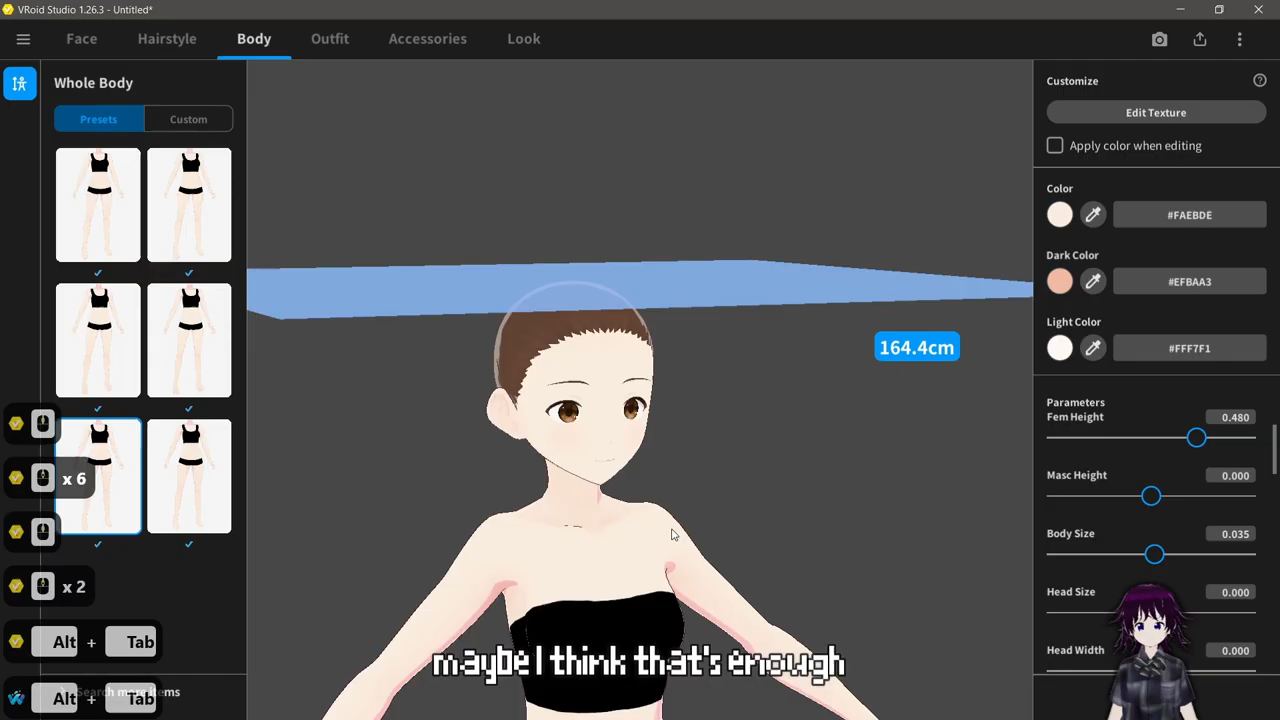 VRoid Studio 1.26.3 - Untitled*
Face
Hairstyle
Body
Outfit
Accessories
Look
Whole Body
Presets
Custom
x 6
x 2
Alt + Tab
Alt + Tab
Search more items
164.4cm
maybe I think that's enough
Customize
Edit Texture
Apply color when editing
Color
#FAEBDE
Dark Color
#EFBAA3
Light Color
#FFF7F1
Parameters
Fem Height
0.480
Masc Height
0.000
Body Size
0.035
Head Size
0.000
Head Width
0.000